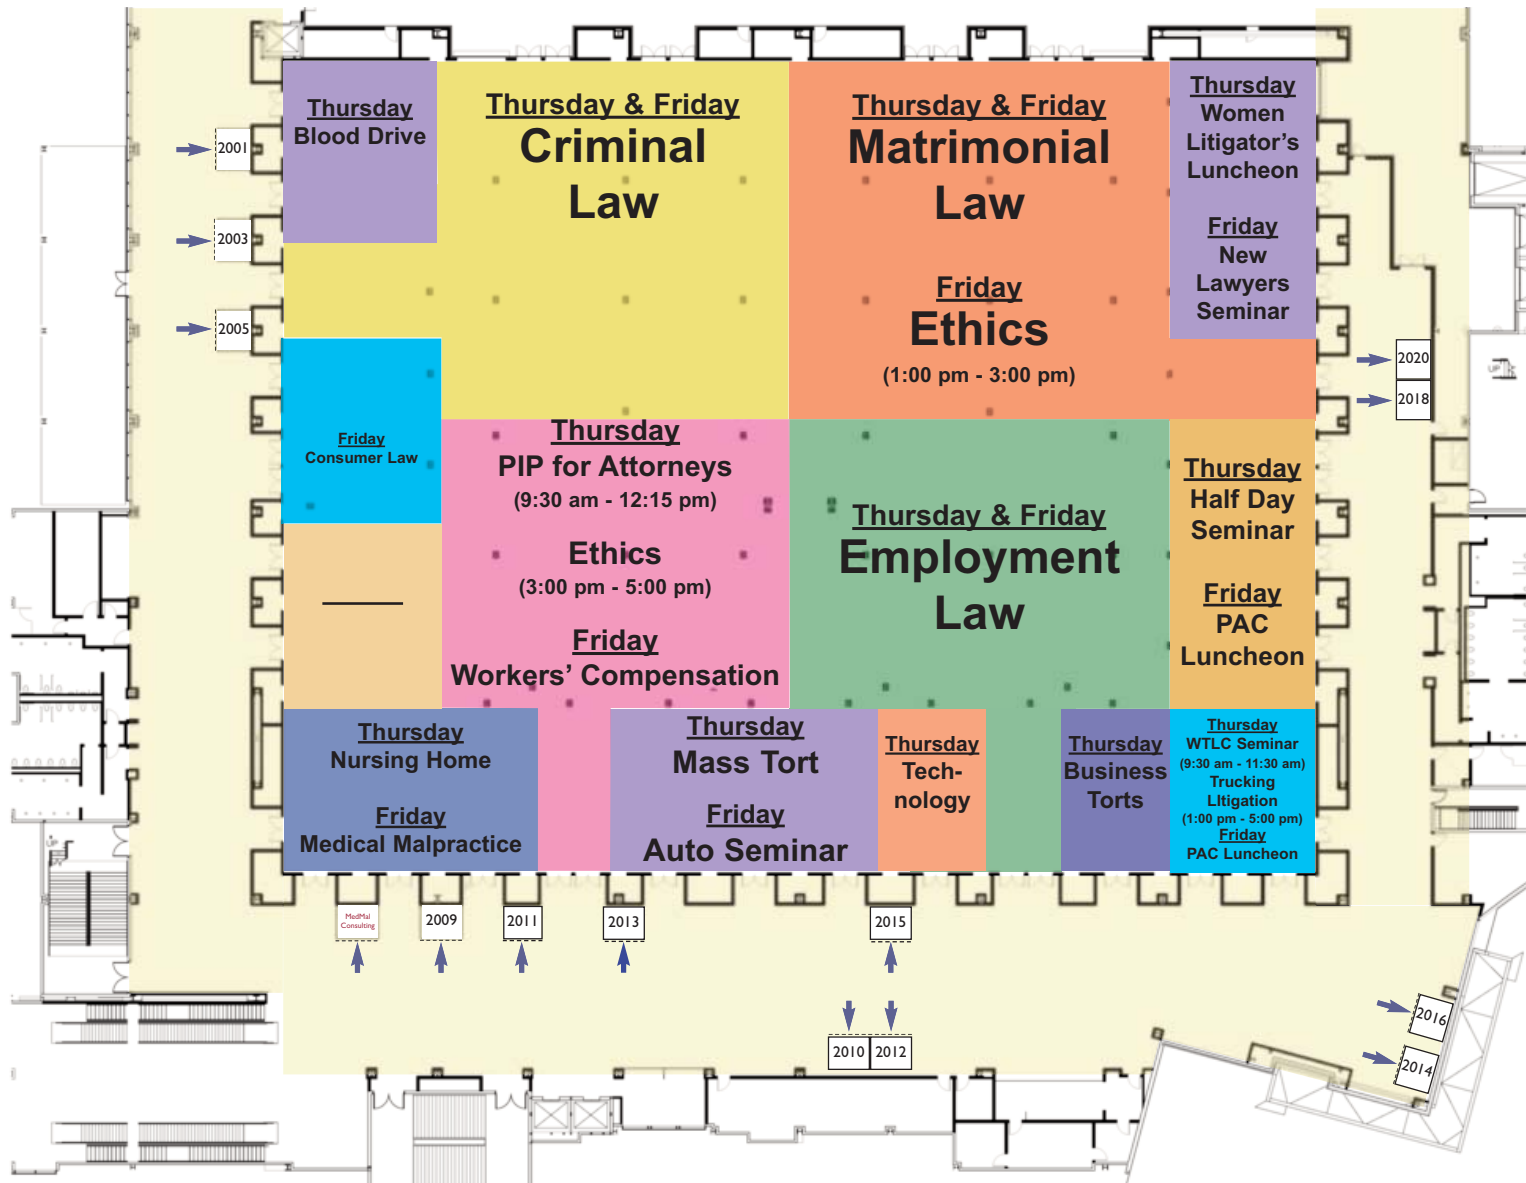 Thursday
Blood Drive
Thursday & Friday
Criminal
Law
Thursday & Friday
Matrimonial
Law
Friday
Ethics
(1:00 pm - 3:00 pm)
Thursday
Women
Litigator’s
Luncheon
Friday
New
Lawyers
Seminar
2001
2003
2005
2020
2018
UP
Friday
Consumer Law
Thursday
PIP for Attorneys
(9:30 am - 12:15 pm)
Ethics
(3:00 pm - 5:00 pm)
Friday
Workers’ Compensation
Thursday & Friday
Employment
Law
Thursday
Half Day
Seminar
Friday
PAC
Luncheon
Thursday
Nursing Home
Friday
Medical Malpractice
Thursday
Mass Tort
Friday
Auto Seminar
Thursday
Tech-
nology
Thursday
Business
Torts
Thursday
WTLC Seminar
(9:30 am - 11:30 am)
Trucking
LItigation
(1:00 pm - 5:00 pm)
Friday
PAC Luncheon
UP
MedMal
Consulting
2009
2011
2013
2015
2010
2012
2016
2014